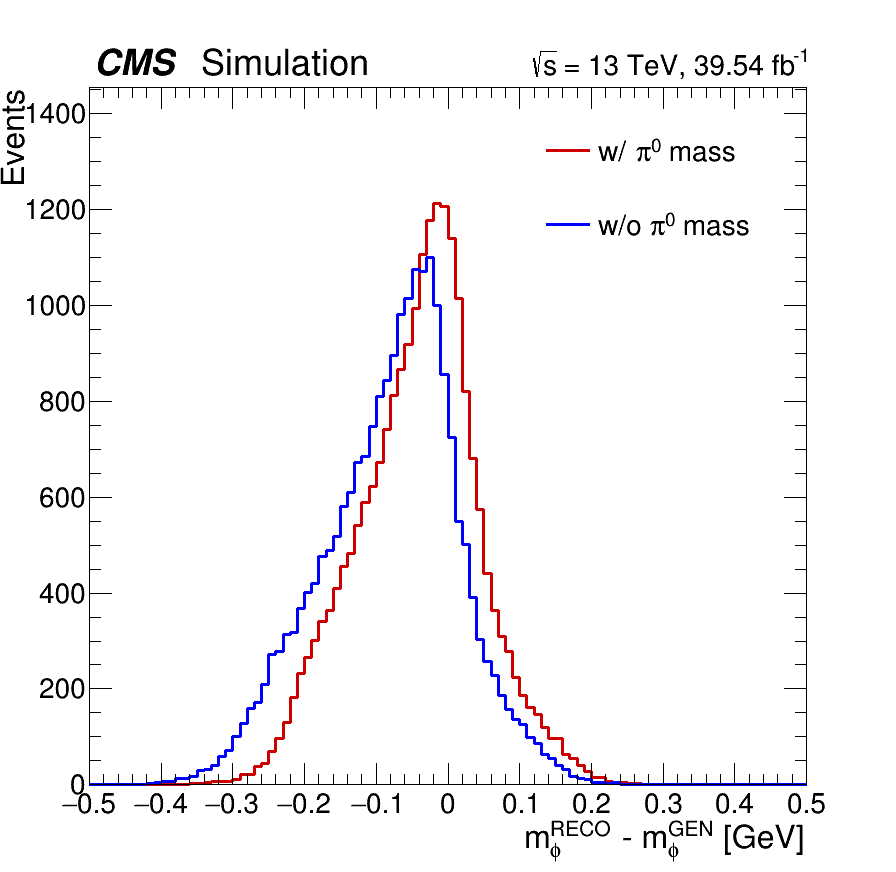 CMS Simulation √s = 13 TeV, 39.54 fb⁻¹
Events
1400
1200
1000
800
600
400
200
0
w/ π⁰ mass
w/o π⁰ mass
−0.5 −0.4 −0.3 −0.2 −0.1 0 0.1 0.2 0.3 0.4 0.5
m_ϕ^RECO - m_ϕ^GEN [GeV]